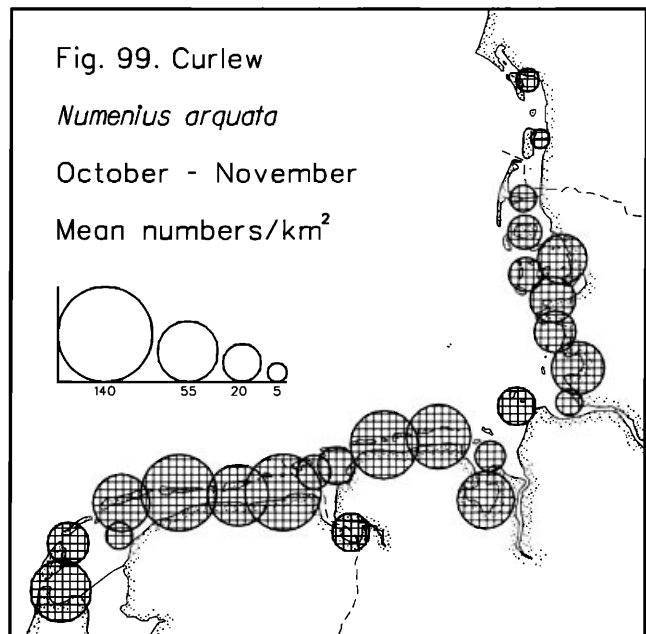 Fig. 99. Curlew
Numenius arquata
October - November
Mean numbers/km²
140 55 20 5